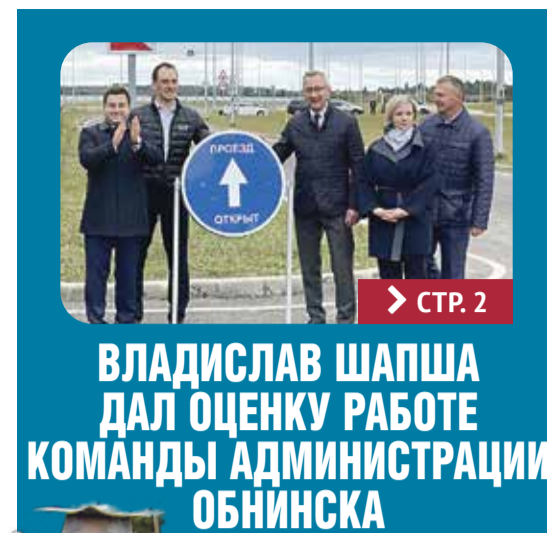 ПРОЕЗД
ОТКРЫТ
СТР. 2
ВЛАДИСЛАВ ШАПША
ДАЛ ОЦЕНКУ РАБОТЕ
КОМАНДЫ АДМИНИСТРАЦИИ
ОБНИНСКА